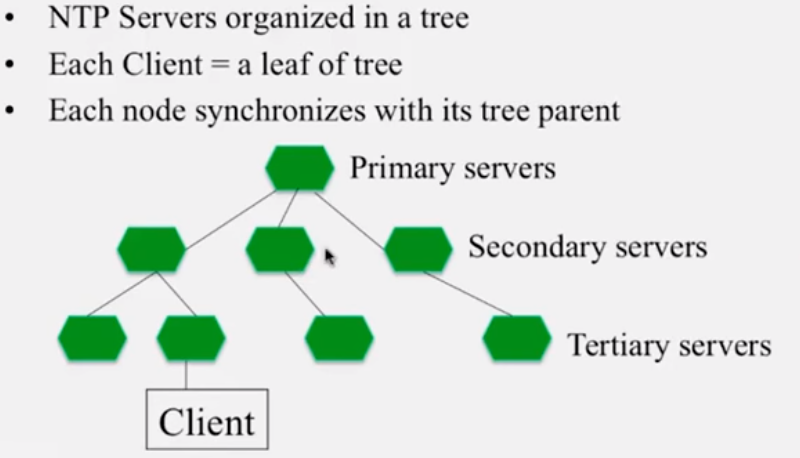 • NTP Servers organized in a tree
• Each Client = a leaf of tree
• Each node synchronizes with its tree parent
Primary servers
Secondary servers
Tertiary servers
Client